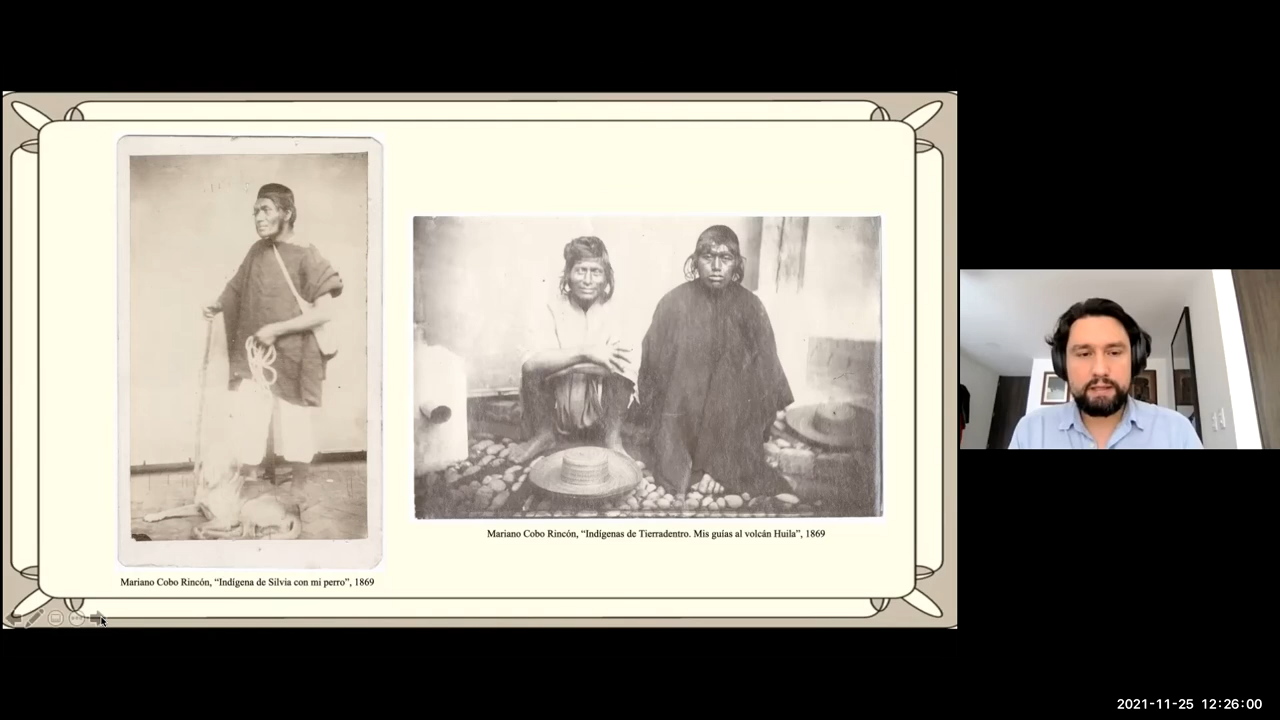 Mariano Cobo Rincón, “Indígenas de Tierradentro. Mis guías al volcán Huila”, 1869
Mariano Cobo Rincón, “Indígena de Silvia con mi perro”, 1869
2021-11-25 12:26:00